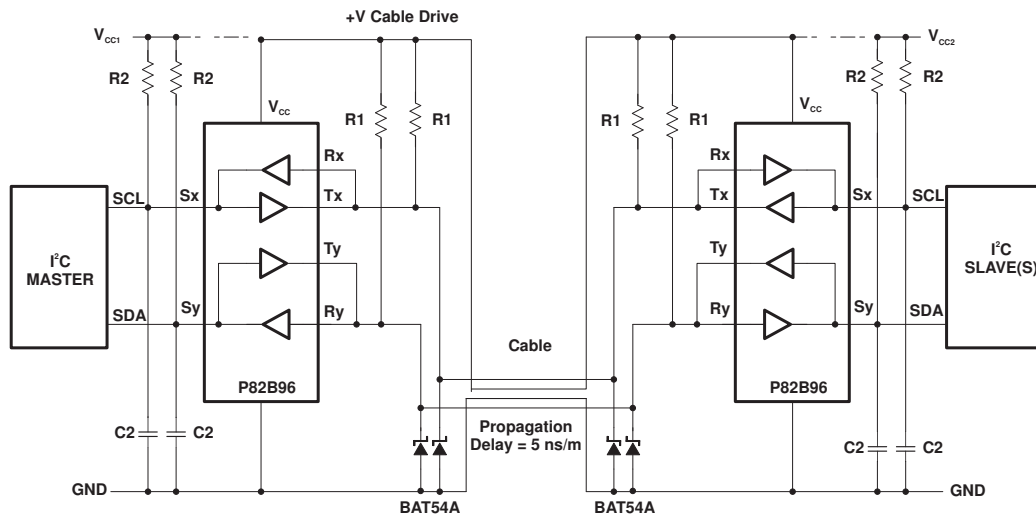 +V Cable Drive
VCC1
VCC2
R2
R2
R2
R2
VCC
VCC
R1
R1
R1
R1
Rx
Rx
SCL
Sx
Tx
Tx
Sx
SCL
I²C
MASTER
Ty
Ty
I²C
SLAVE(S)
SDA
Sy
Ry
Ry
Sy
SDA
Cable
P82B96
P82B96
Propagation
Delay = 5 ns/m
C2
C2
C2
C2
GND
GND
BAT54A
BAT54A